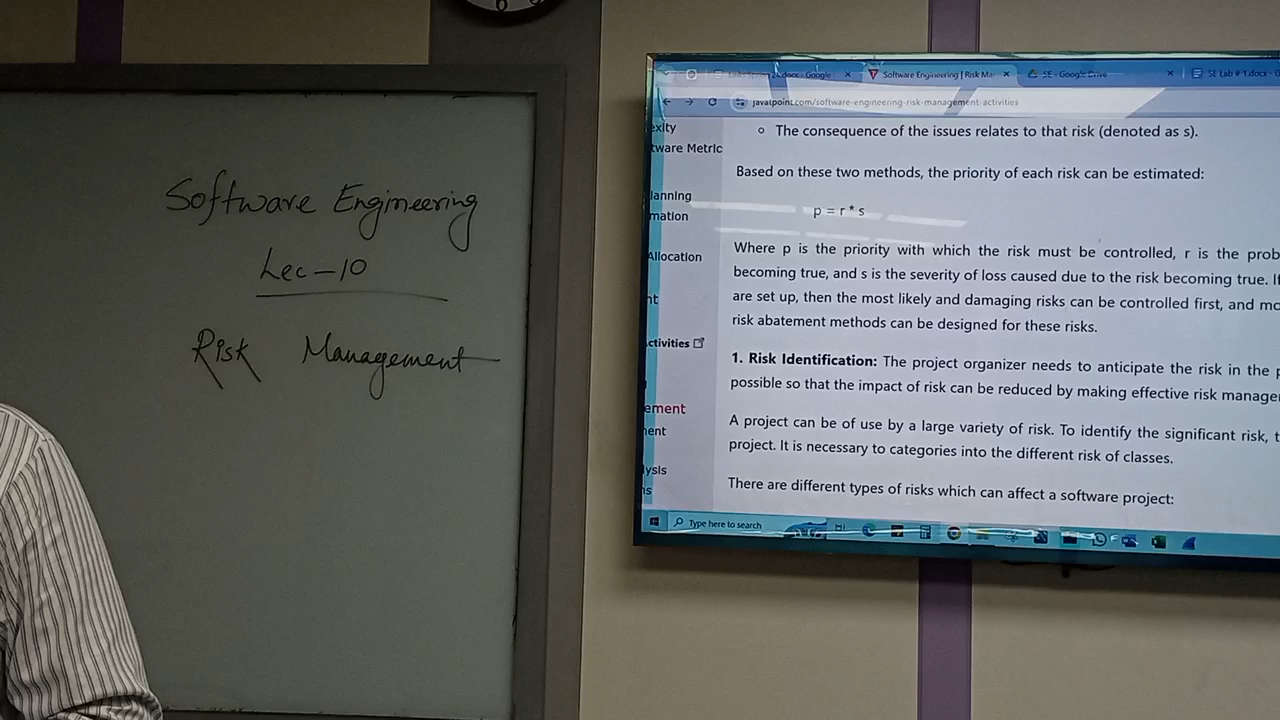 Software Engineering
Lec-10
Risk Management
Software Engineering | Risk Ma
SE - Google Drive
SE Lab # 1.docx - G
javatpoint.com/software-engineering-risk-management-activities
exity
tware Metric
lanning
mation
Allocation
nt
ctivities
ement
ent
ysis
ns
The consequence of the issues relates to that risk (denoted as s).
Based on these two methods, the priority of each risk can be estimated:
p = r * s
Where p is the priority with which the risk must be controlled, r is the prob
becoming true, and s is the severity of loss caused due to the risk becoming true. If
are set up, then the most likely and damaging risks can be controlled first, and mo
risk abatement methods can be designed for these risks.
1. Risk Identification: The project organizer needs to anticipate the risk in the p
possible so that the impact of risk can be reduced by making effective risk manage
A project can be of use by a large variety of risk. To identify the significant risk, t
project. It is necessary to categories into the different risk of classes.
There are different types of risks which can affect a software project:
Type here to search